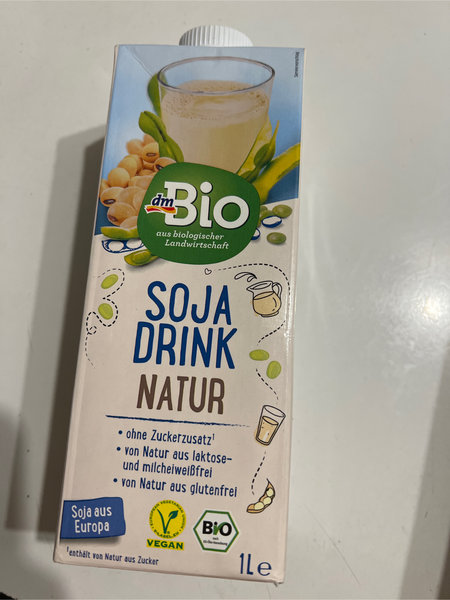 dm
Bio
aus biologischer
Landwirtschaft
SOJA
DRINK
NATUR
• ohne Zuckerzusatz¹
• von Natur aus laktose-
und milcheiweißfrei
• von Natur aus glutenfrei
Soja aus
Europa
VEGAN
BiO
1L e
¹enthält von Natur aus Zucker